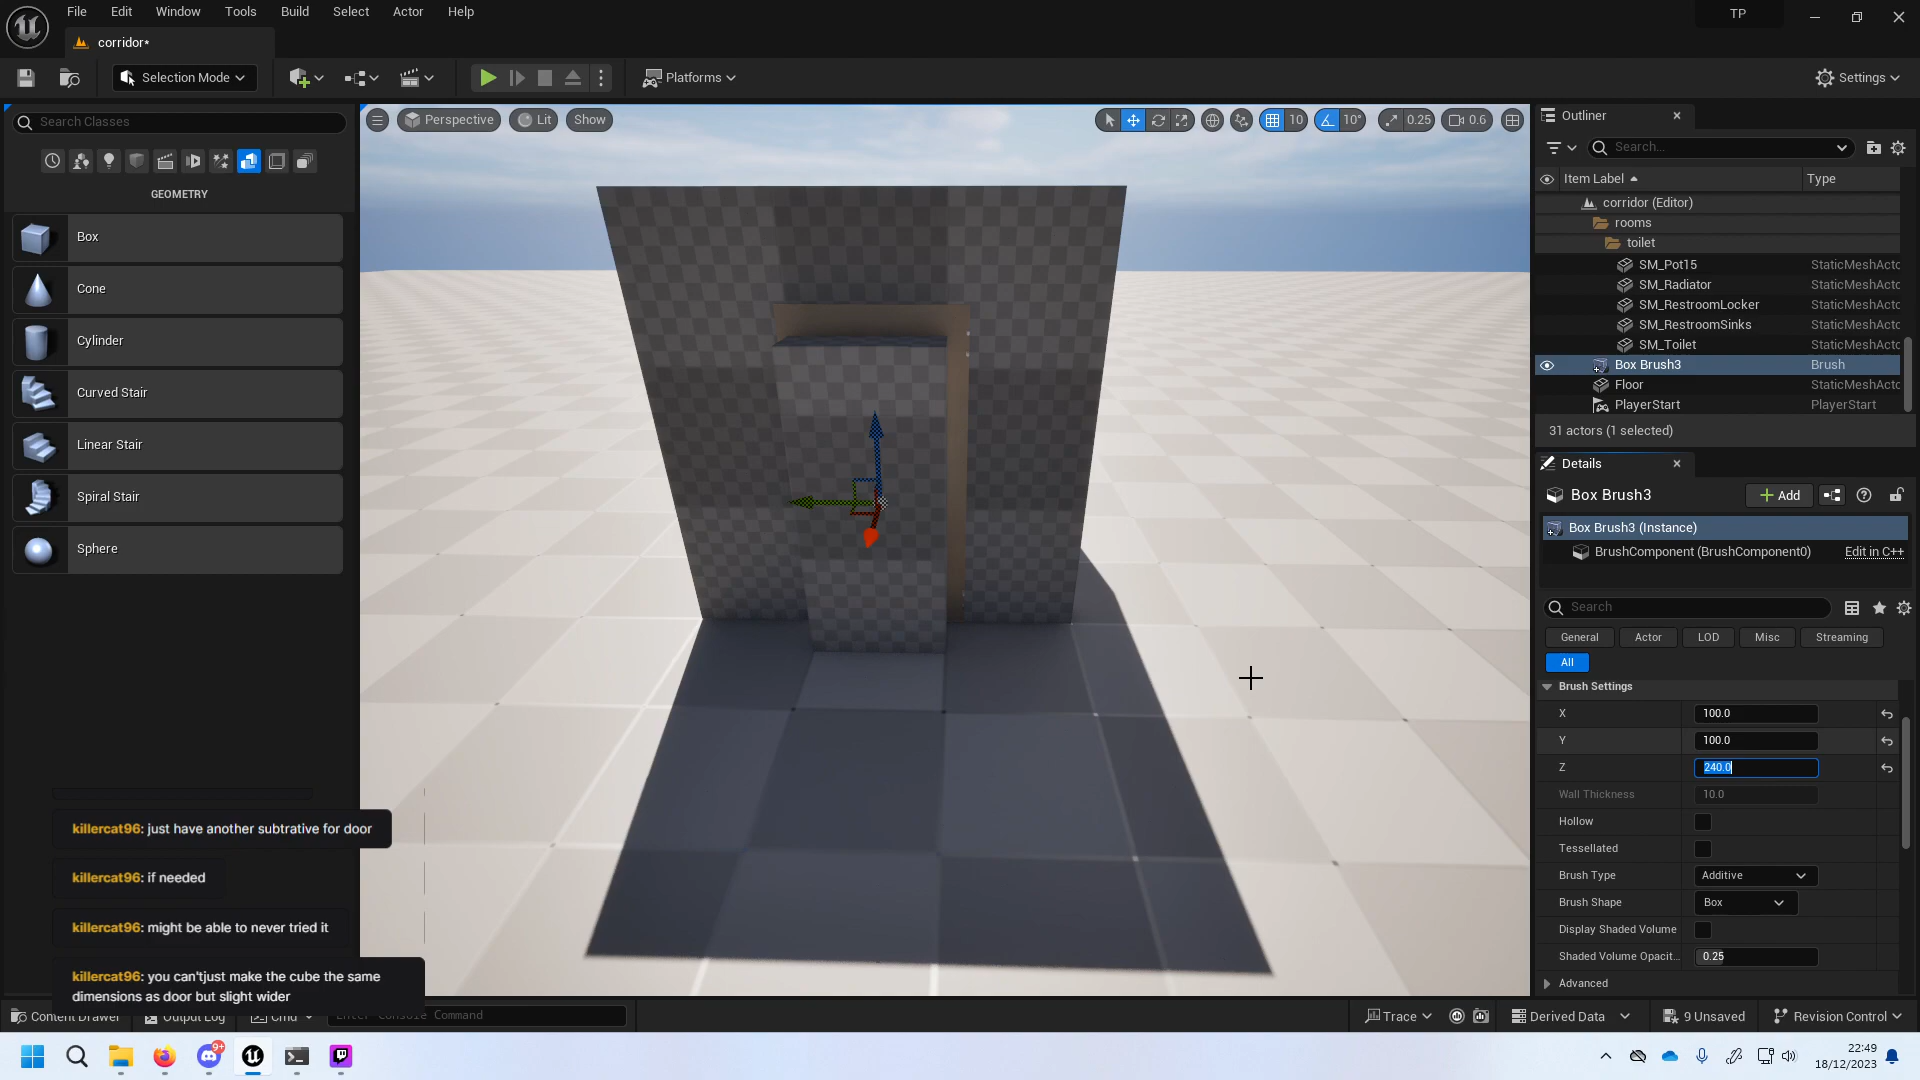 File Edit Window Tools Build Select Actor Help
TP
corridor*
Selection Mode
Platforms
Settings
Search Classes
GEOMETRY
Box
Cone
Cylinder
Curved Stair
Linear Stair
Spiral Stair
Sphere
Perspective Lit Show
10 10° 0.25 0.6
Outliner
Search...
Item Label Type
corridor (Editor)
rooms
toilet
SM_Pot15 StaticMeshActo
SM_Radiator StaticMeshActo
SM_RestroomLocker StaticMeshActo
SM_RestroomSinks StaticMeshActo
SM_Toilet StaticMeshActo
Box Brush3 Brush
Floor StaticMeshActo
PlayerStart PlayerStart
31 actors (1 selected)
Details
Box Brush3
Add
Box Brush3 (Instance)
BrushComponent (BrushComponent0) Edit in C++
Search
General Actor LOD Misc Streaming
All
Brush Settings
X 100.0
Y 100.0
Z 240.0
Wall Thickness 10.0
Hollow
Tessellated
Brush Type Additive
Brush Shape Box
Display Shaded Volume
Shaded Volume Opacit... 0.25
Advanced
killercat96: just have another subtrative for door
killercat96: if needed
killercat96: might be able to never tried it
killercat96: you can'tjust make the cube the same
dimensions as door but slight wider
Content Drawer Output Log Cmd Enter Console Command
Trace Derived Data 9 Unsaved Revision Control
9+
22:49
18/12/2023